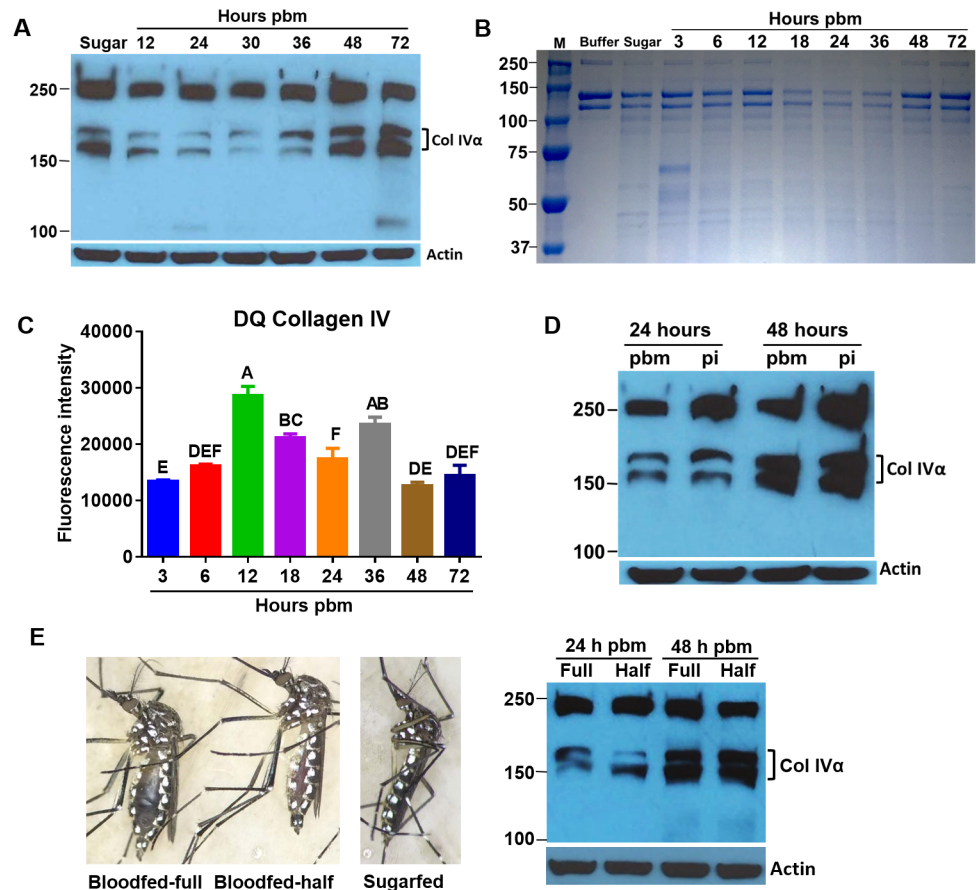 A
Hours pbm
Sugar 12 24 30 36 48 72
250
150
100
Col IVα
Actin
B
Hours pbm
M Buffer Sugar 3 6 12 18 24 36 48 72
250
150
100
75
50
37
C
DQ Collagen IV
Fluorescence intensity
40000
30000
20000
10000
0
E DEF A BC F AB DE DEF
3 6 12 18 24 36 48 72
Hours pbm
D
24 hours 48 hours
pbm pi pbm pi
250
150
100
Col IVα
Actin
E
Bloodfed-full Bloodfed-half Sugarfed
24 h pbm 48 h pbm
Full Half Full Half
250
150
100
Col IVα
Actin